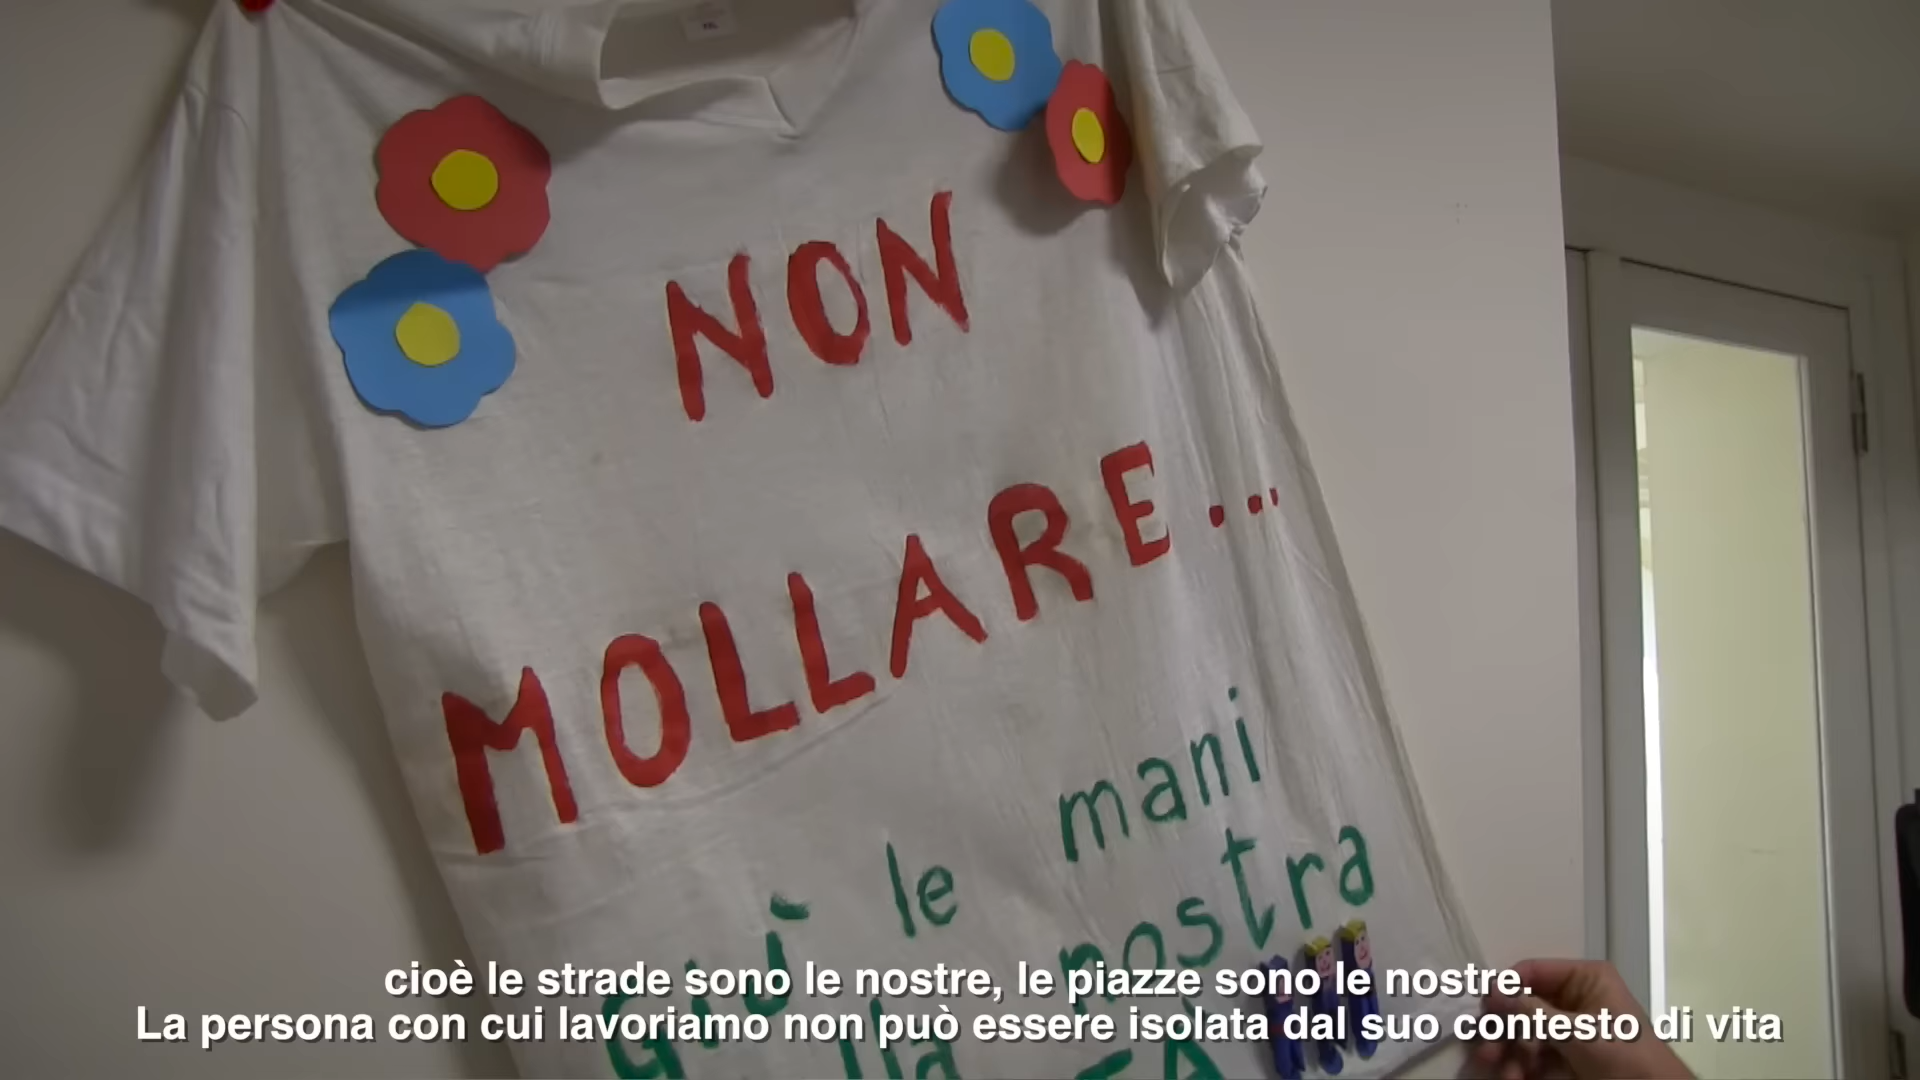 NON
MOLLARE...
giù le mani
nostra
cioè le strade sono le nostre, le piazze sono le nostre.
La persona con cui lavoriamo non può essere isolata dal suo contesto di vita